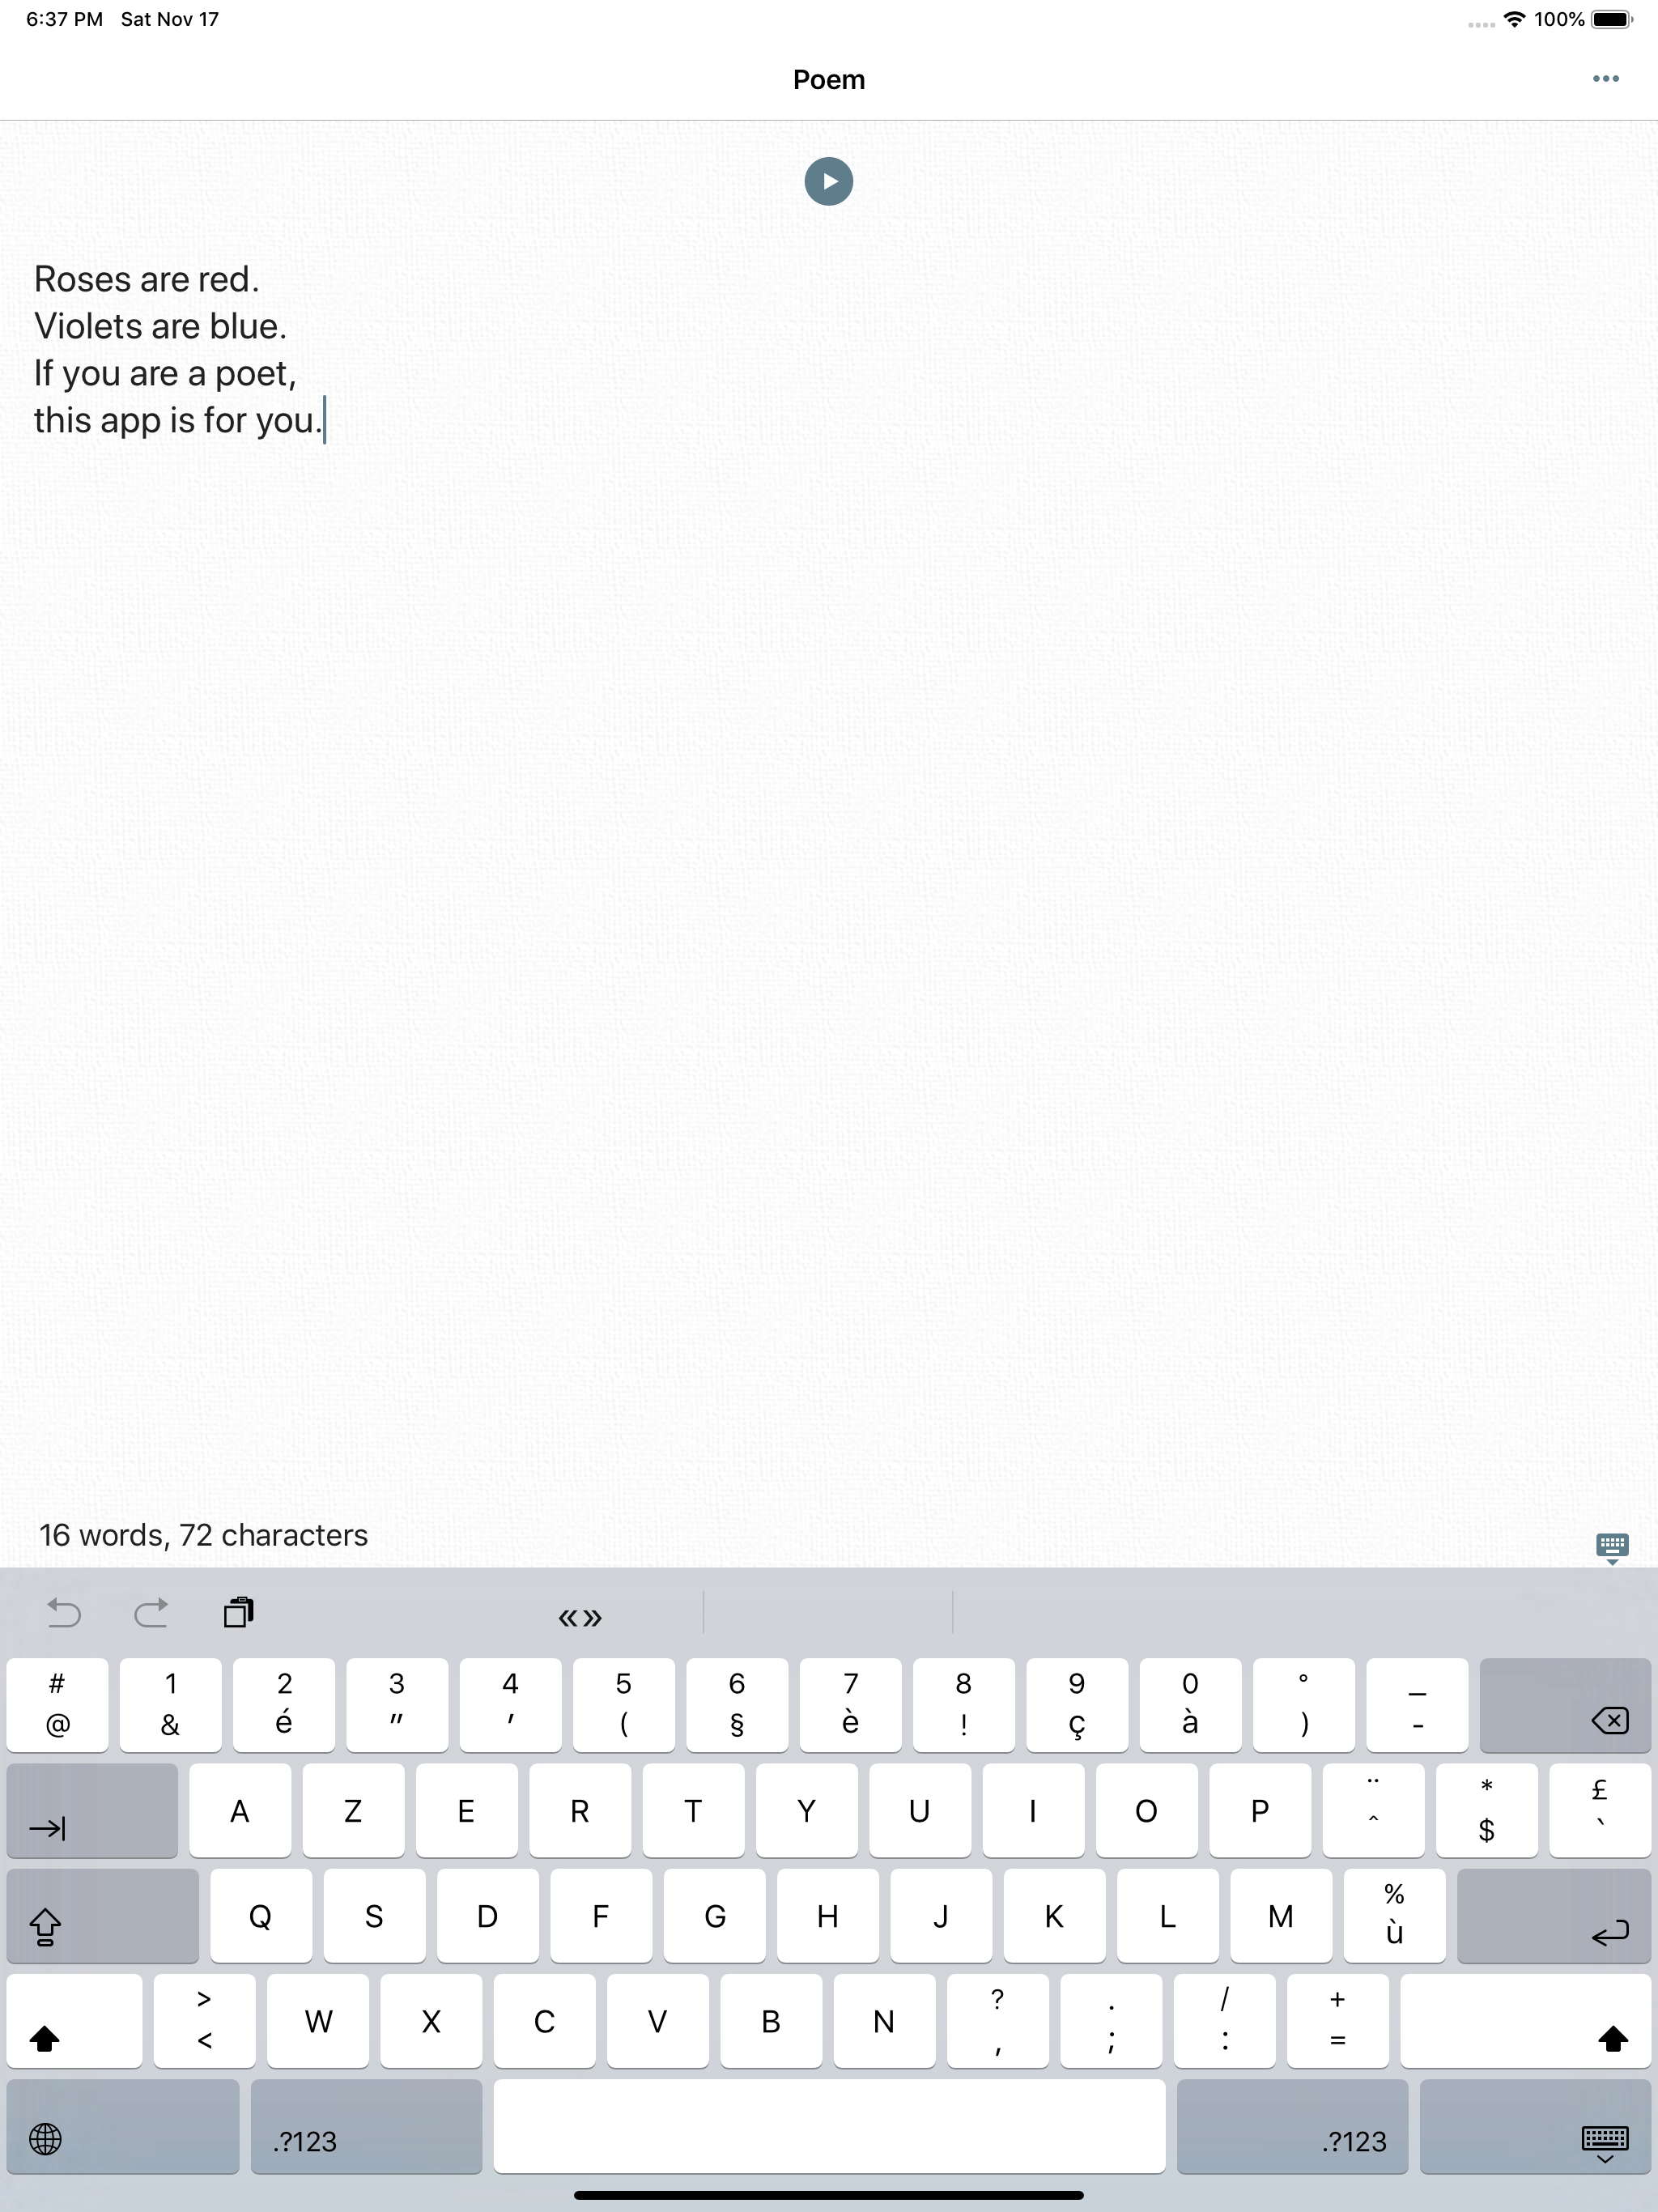 6:37 PM Sat Nov 17 100%
Poem
Roses are red.
Violets are blue.
If you are a poet,
this app is for you.
16 words, 72 characters
«»
# 1 2 3 4 5 6 7 8 9 0 ° _
@ & é " ' ( § è ! ç à ) -
A Z E R T Y U I O P ¨ * £
^ $ `
Q S D F G H J K L M %
ù
> W X C V B N ? . / +
< , ; : =
.?123 .?123